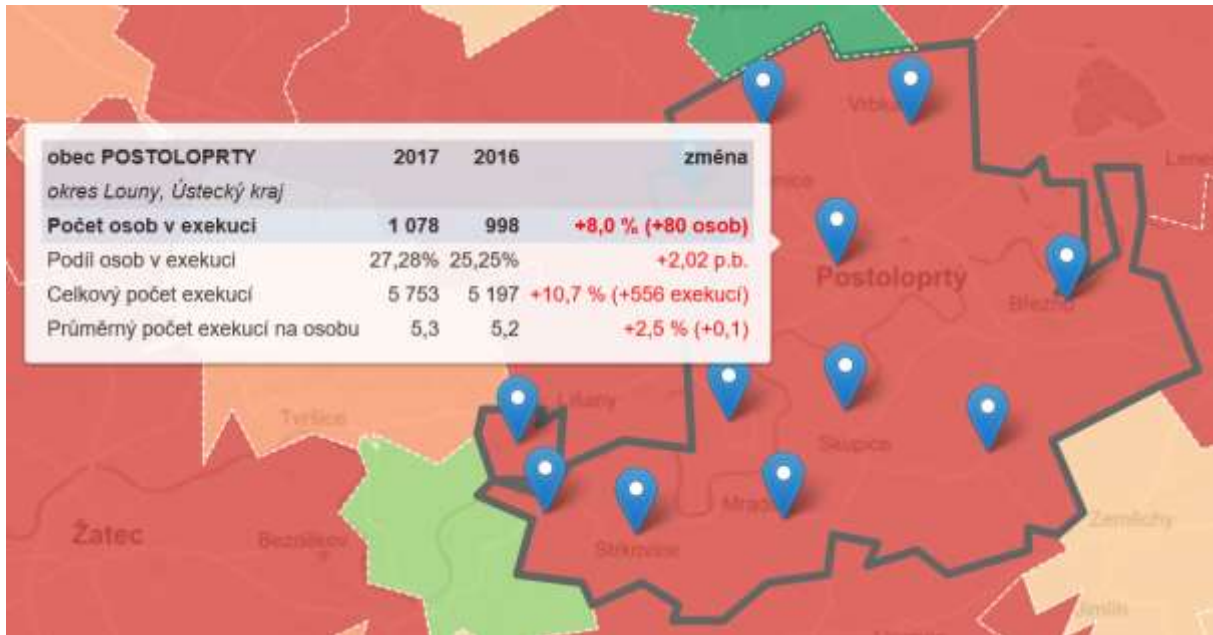 obec POSTOLOPRTY 2017 2016 změna
okres Louny, Ústecký kraj
Počet osob v exekuci 1 078 998 +8,0 % (+80 osob)
Podíl osob v exekuci 27,28% 25,25% +2,02 p.b.
Celkový počet exekucí 5 753 5 197 +10,7 % (+556 exekucí)
Průměrný počet exekucí na osobu 5,3 5,2 +2,5 % (+0,1)
Postoloprty
Březno
Lišany
Tvršice
Skupice
Žatec
Bezděkov
Strkovice
Zeměchy
Jimlín